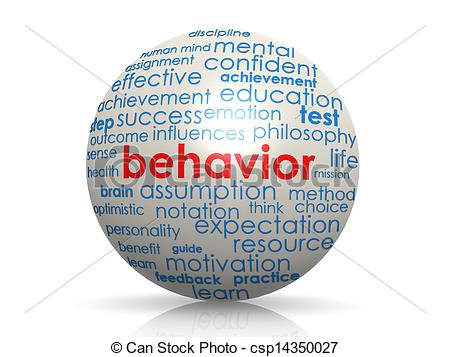 discipline
human mind mental
assignment confident
effective achievement
achievement education
step success emotion test
outcome influences philosophy
sense behavior life
health mission
brain assumption method
optimistic notation think choice
personality expectation
benefit guide resource
learn motivation
feedback practice
learn
© Can Stock Photo - csp14350027